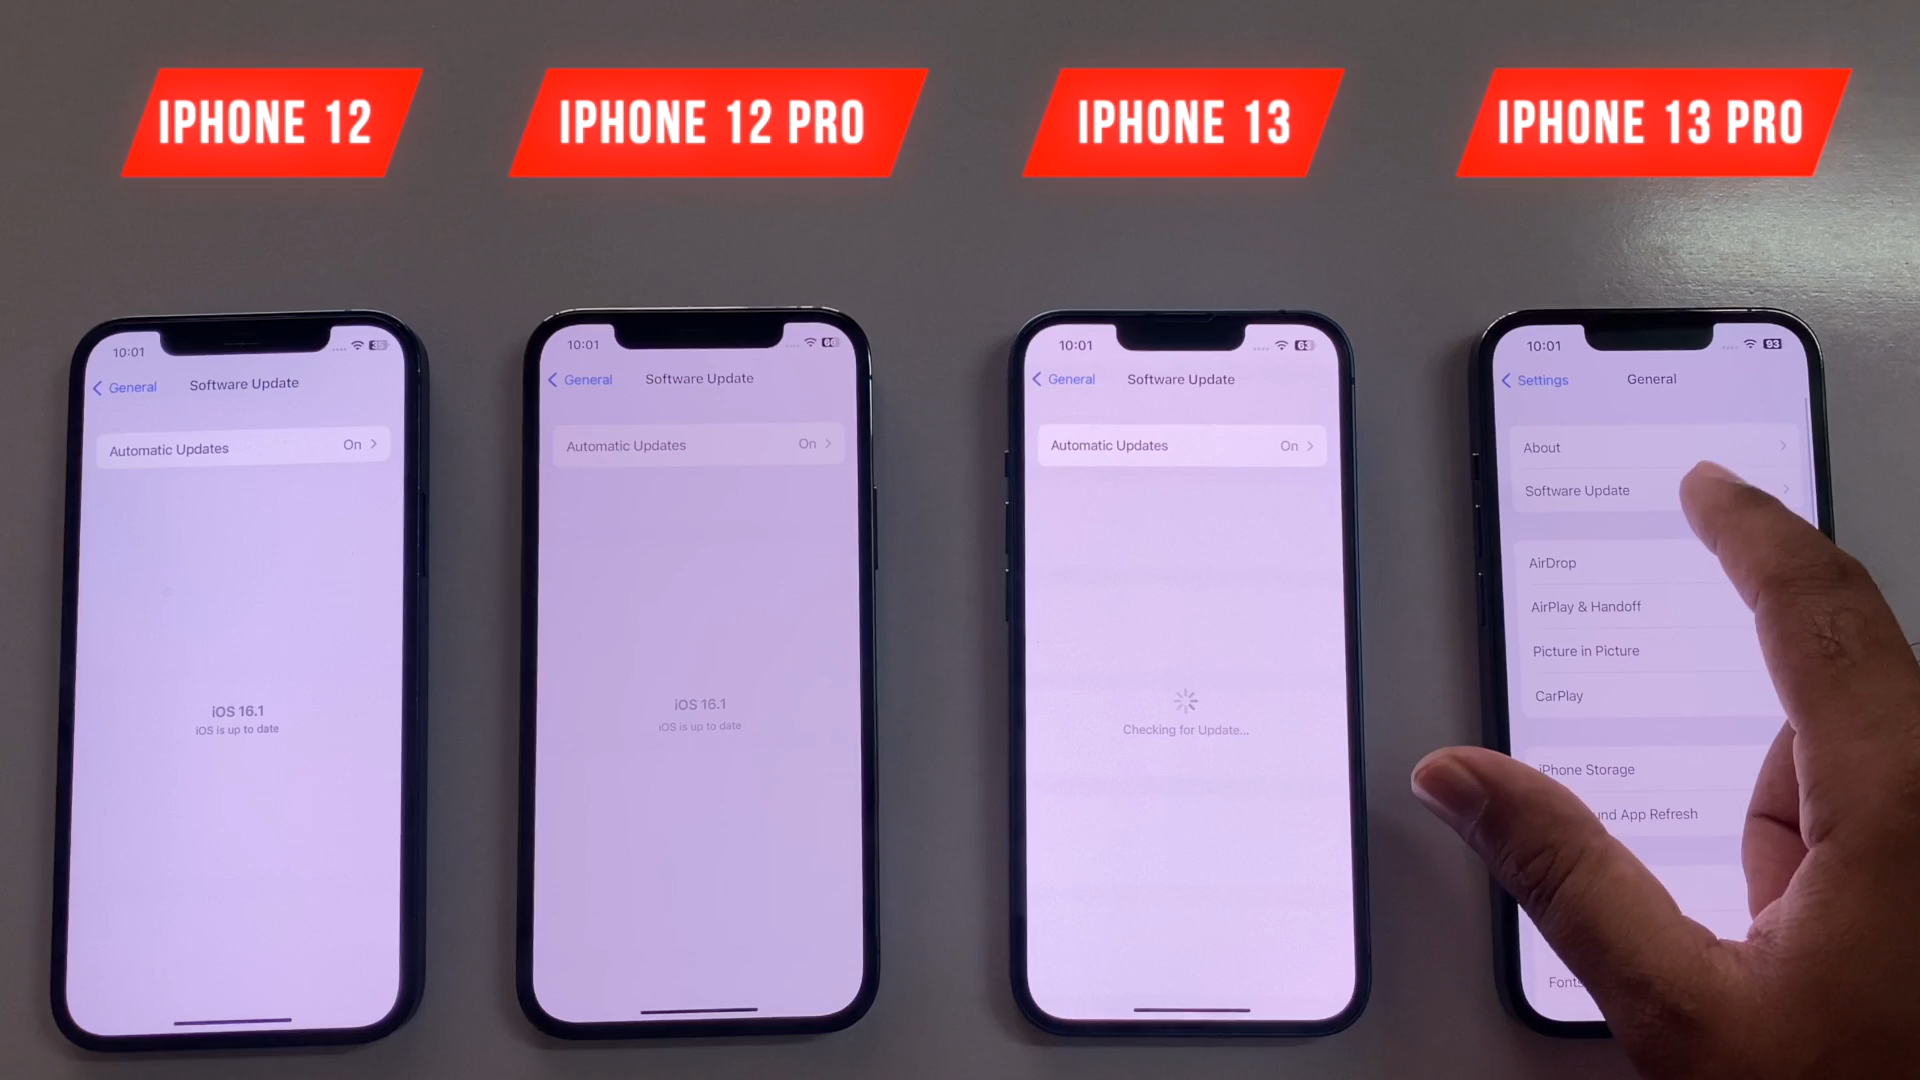 IPHONE 12
IPHONE 12 PRO
IPHONE 13
IPHONE 13 PRO
10:01
General
Software Update
Automatic Updates
On
iOS 16.1
iOS is up to date
10:01
General
Software Update
Automatic Updates
On
iOS 16.1
iOS is up to date
10:01
63
General
Software Update
Automatic Updates
On
Checking for Update...
10:01
93
Settings
General
About
Software Update
AirDrop
AirPlay & Handoff
Picture in Picture
CarPlay
iPhone Storage
App Refresh
Fonts